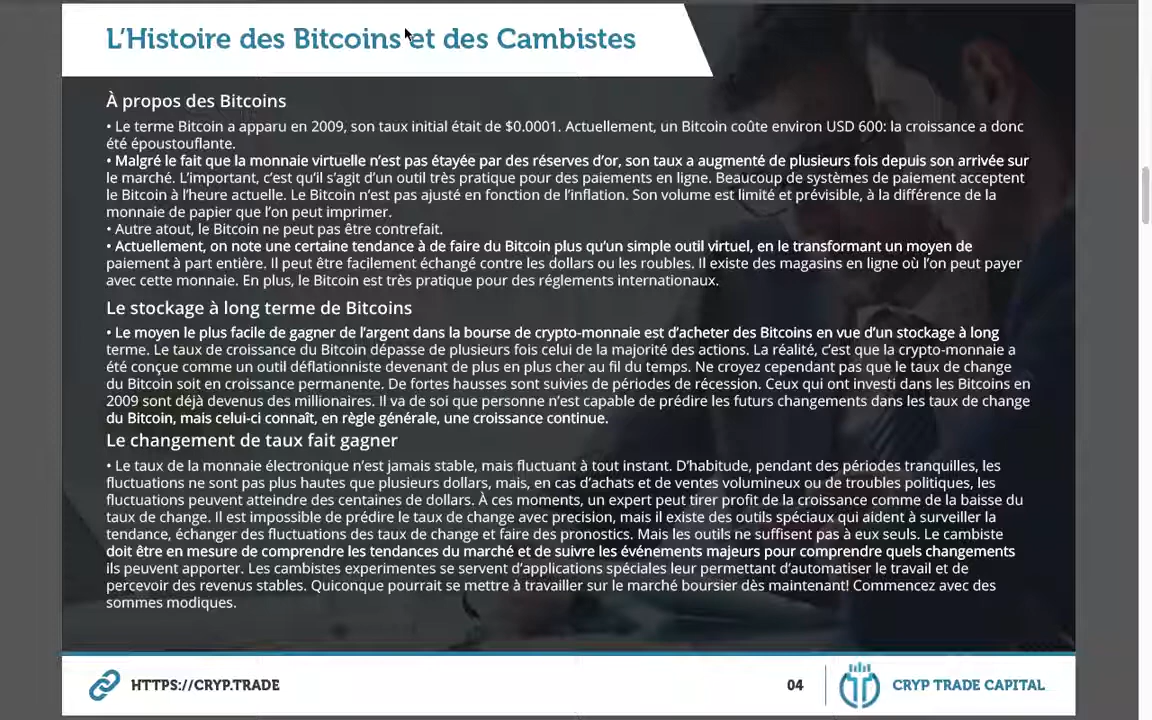 L'Histoire des Bitcoins et des Cambistes
À propos des Bitcoins
• Le terme Bitcoin a apparu en 2009, son taux initial était de $0.0001. Actuellement, un Bitcoin coûte environ USD 600: la croissance a donc
été époustouflante.
• Malgré le fait que la monnaie virtuelle n'est pas étayée par des réserves d'or, son taux a augmenté de plusieurs fois depuis son arrivée sur
le marché. L'important, c'est qu'il s'agit d'un outil très pratique pour des paiements en ligne. Beaucoup de systèmes de paiement acceptent
le Bitcoin à l'heure actuelle. Le Bitcoin n'est pas ajusté en fonction de l'inflation. Son volume est limité et prévisible, à la différence de la
monnaie de papier que l'on peut imprimer.
• Autre atout, le Bitcoin ne peut pas être contrefait.
• Actuellement, on note une certaine tendance à de faire du Bitcoin plus qu'un simple outil virtuel, en le transformant un moyen de
paiement à part entière. Il peut être facilement échangé contre les dollars ou les roubles. Il existe des magasins en ligne où l'on peut payer
avec cette monnaie. En plus, le Bitcoin est très pratique pour des réglements internationaux.
Le stockage à long terme de Bitcoins
• Le moyen le plus facile de gagner de l'argent dans la bourse de crypto-monnaie est d'acheter des Bitcoins en vue d'un stockage à long
terme. Le taux de croissance du Bitcoin dépasse de plusieurs fois celui de la majorité des actions. La réalité, c'est que la crypto-monnaie a
été conçue comme un outil déflationniste devenant de plus en plus cher au fil du temps. Ne croyez cependant pas que le taux de change
du Bitcoin soit en croissance permanente. De fortes hausses sont suivies de périodes de récession. Ceux qui ont investi dans les Bitcoins en
2009 sont déjà devenus des millionaires. Il va de soi que personne n'est capable de prédire les futurs changements dans les taux de change
du Bitcoin, mais celui-ci connaît, en règle générale, une croissance continue.
Le changement de taux fait gagner
• Le taux de la monnaie électronique n'est jamais stable, mais fluctuant à tout instant. D'habitude, pendant des périodes tranquilles, les
fluctuations ne sont pas plus hautes que plusieurs dollars, mais, en cas d'achats et de ventes volumineux ou de troubles politiques, les
fluctuations peuvent atteindre des centaines de dollars. À ces moments, un expert peut tirer profit de la croissance comme de la baisse du
taux de change. Il est impossible de prédire le taux de change avec precision, mais il existe des outils spéciaux qui aident à surveiller la
tendance, échanger des fluctuations des taux de change et faire des pronostics. Mais les outils ne suffisent pas à eux seuls. Le cambiste
doit être en mesure de comprendre les tendances du marché et de suivre les événements majeurs pour comprendre quels changements
ils peuvent apporter. Les cambistes experimentes se servent d'applications spéciales leur permettant d'automatiser le travail et de
percevoir des revenus stables. Quiconque pourrait se mettre à travailler sur le marché boursier dès maintenant! Commencez avec des
sommes modiques.
HTTPS://CRYP.TRADE
04
CRYP TRADE CAPITAL